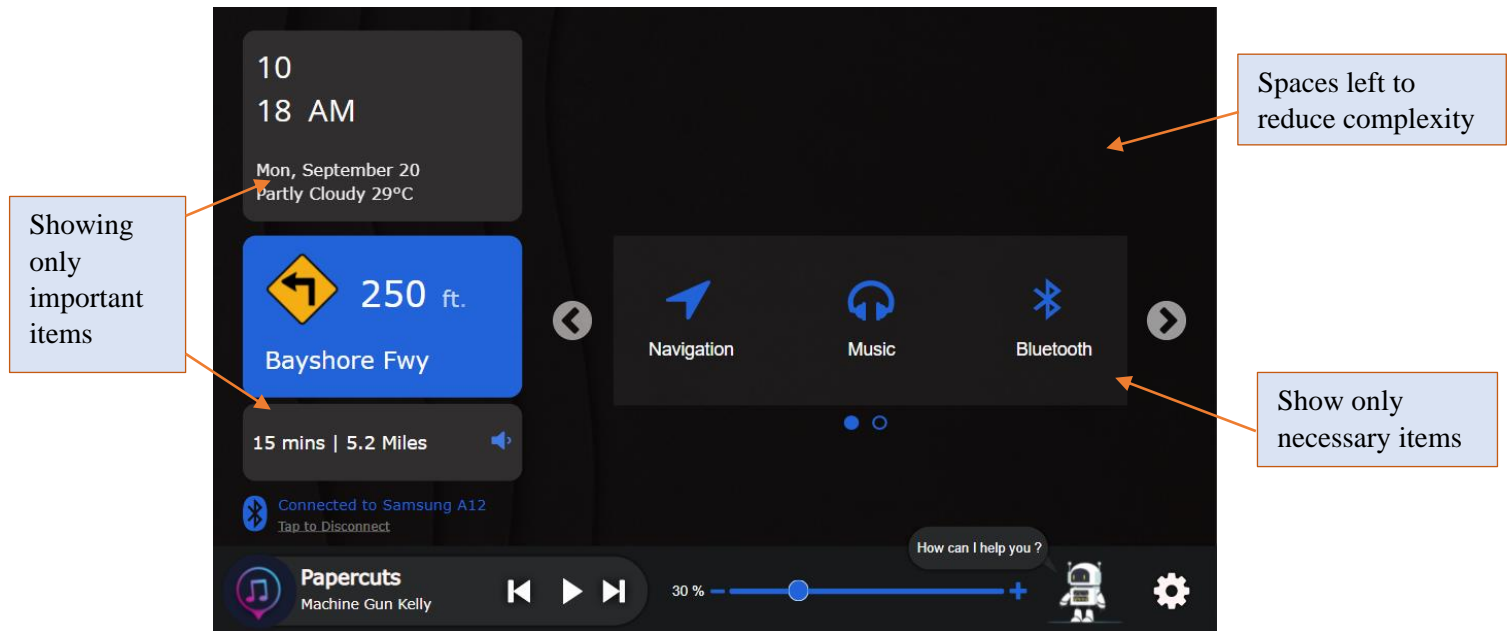 10
18 AM
Mon, September 20
Partly Cloudy 29°C
Showing
only
important
items
250 ft.
Bayshore Fwy
15 mins | 5.2 Miles
Connected to Samsung A12
Tap to Disconnect
Spaces left to
reduce complexity
Navigation
Music
Bluetooth
Show only
necessary items
Papercuts
Machine Gun Kelly
30 %
How can I help you ?